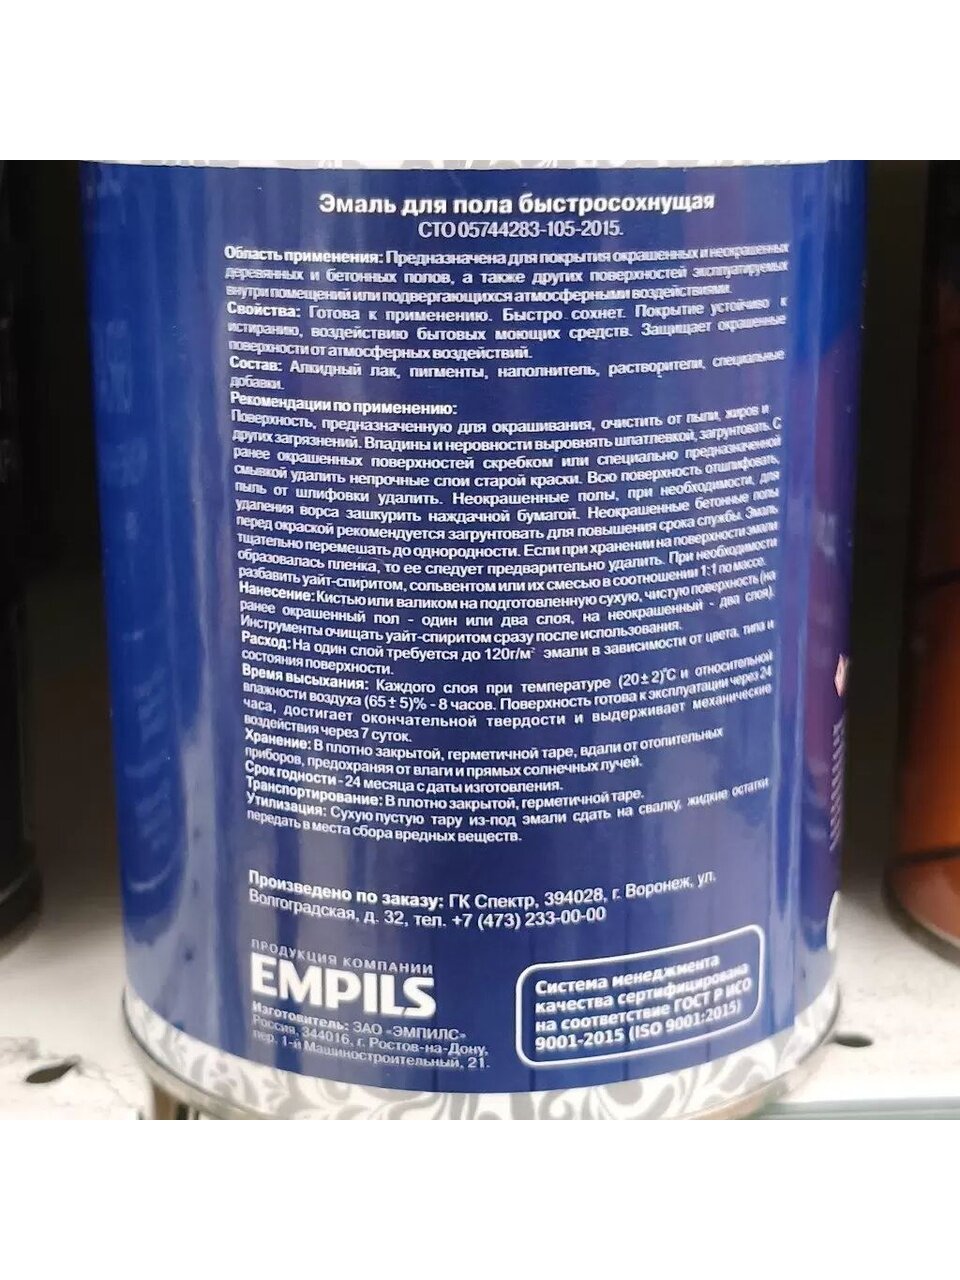 Эмаль для пола быстросохнущая
СТО 05744283-105-2015.
Область применения: Предназначена для покрытия окрашенных и неокрашенных
деревянных и бетонных полов, а также других поверхностей эксплуатируемых
внутри помещений или подвергающихся атмосферными воздействиями.
Свойства: Готова к применению. Быстро сохнет. Покрытие устойчиво к
истиранию, воздействию бытовых моющих средств. Защищает окрашенные
поверхности от атмосферных воздействий.
Состав: Алкидный лак, пигменты, наполнитель, растворители, специальные
добавки.
Рекомендации по применению:
Поверхность, предназначенную для окрашивания, очистить от пыли, жиров и
других загрязнений. Впадины и неровности выровнять шпатлевкой, загрунтовать. С
ранее окрашенных поверхностей скребком или специально предназначенной
смывкой удалить непрочные слои старой краски. Всю поверхность отшлифовать,
пыль от шлифовки удалить. Неокрашенные полы, при необходимости, для
удаления ворса зашкурить наждачной бумагой. Неокрашенные бетонные полы
перед окраской рекомендуется загрунтовать для повышения срока службы. Эмаль
тщательно перемешать до однородности. Если при хранении на поверхности эмали
образовалась пленка, то ее следует предварительно удалить. При необходимости
разбавить уайт-спиритом, сольвентом или их смесью в соотношении 1:1 по массе.
Нанесение: Кистью или валиком на подготовленную сухую, чистую поверхность (на
ранее окрашенный пол - один или два слоя, на неокрашенный - два слоя).
Инструменты очищать уайт-спиритом сразу после использования.
Расход: На один слой требуется до 120г/м² эмали в зависимости от цвета, типа и
состояния поверхности.
Время высыхания: Каждого слоя при температуре (20±2)°С и относительной
влажности воздуха (65±5)% - 8 часов. Поверхность готова к эксплуатации через 24
часа, достигает окончательной твердости и выдерживает механические
воздействия через 7 суток.
Хранение: В плотно закрытой, герметичной таре, вдали от отопительных
приборов, предохраняя от влаги и прямых солнечных лучей.
Срок годности - 24 месяца с даты изготовления.
Транспортирование: В плотно закрытой, герметичной таре.
Утилизация: Сухую пустую тару из-под эмали сдать на свалку, жидкие остатки
передать в места сбора вредных веществ.
Произведено по заказу: ГК Спектр, 394028, г. Воронеж, ул.
Волгоградская, д. 32, тел. +7 (473) 233-00-00
ПРОДУКЦИЯ КОМПАНИИ
EMPILS
Изготовитель: ЗАО «ЭМПИЛС»
Россия, 344016, г. Ростов-на-Дону,
пер. 1-й Машиностроительный, 21.
Система менеджмента
качества сертифицирована
на соответствие ГОСТ Р ИСО
9001-2015 (ISO 9001:2015)